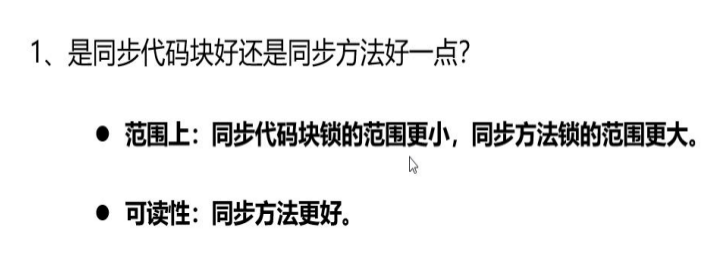 1、是同步代码块好还是同步方法好一点?
● 范围上：同步代码块锁的范围更小，同步方法锁的范围更大。
● 可读性：同步方法更好。